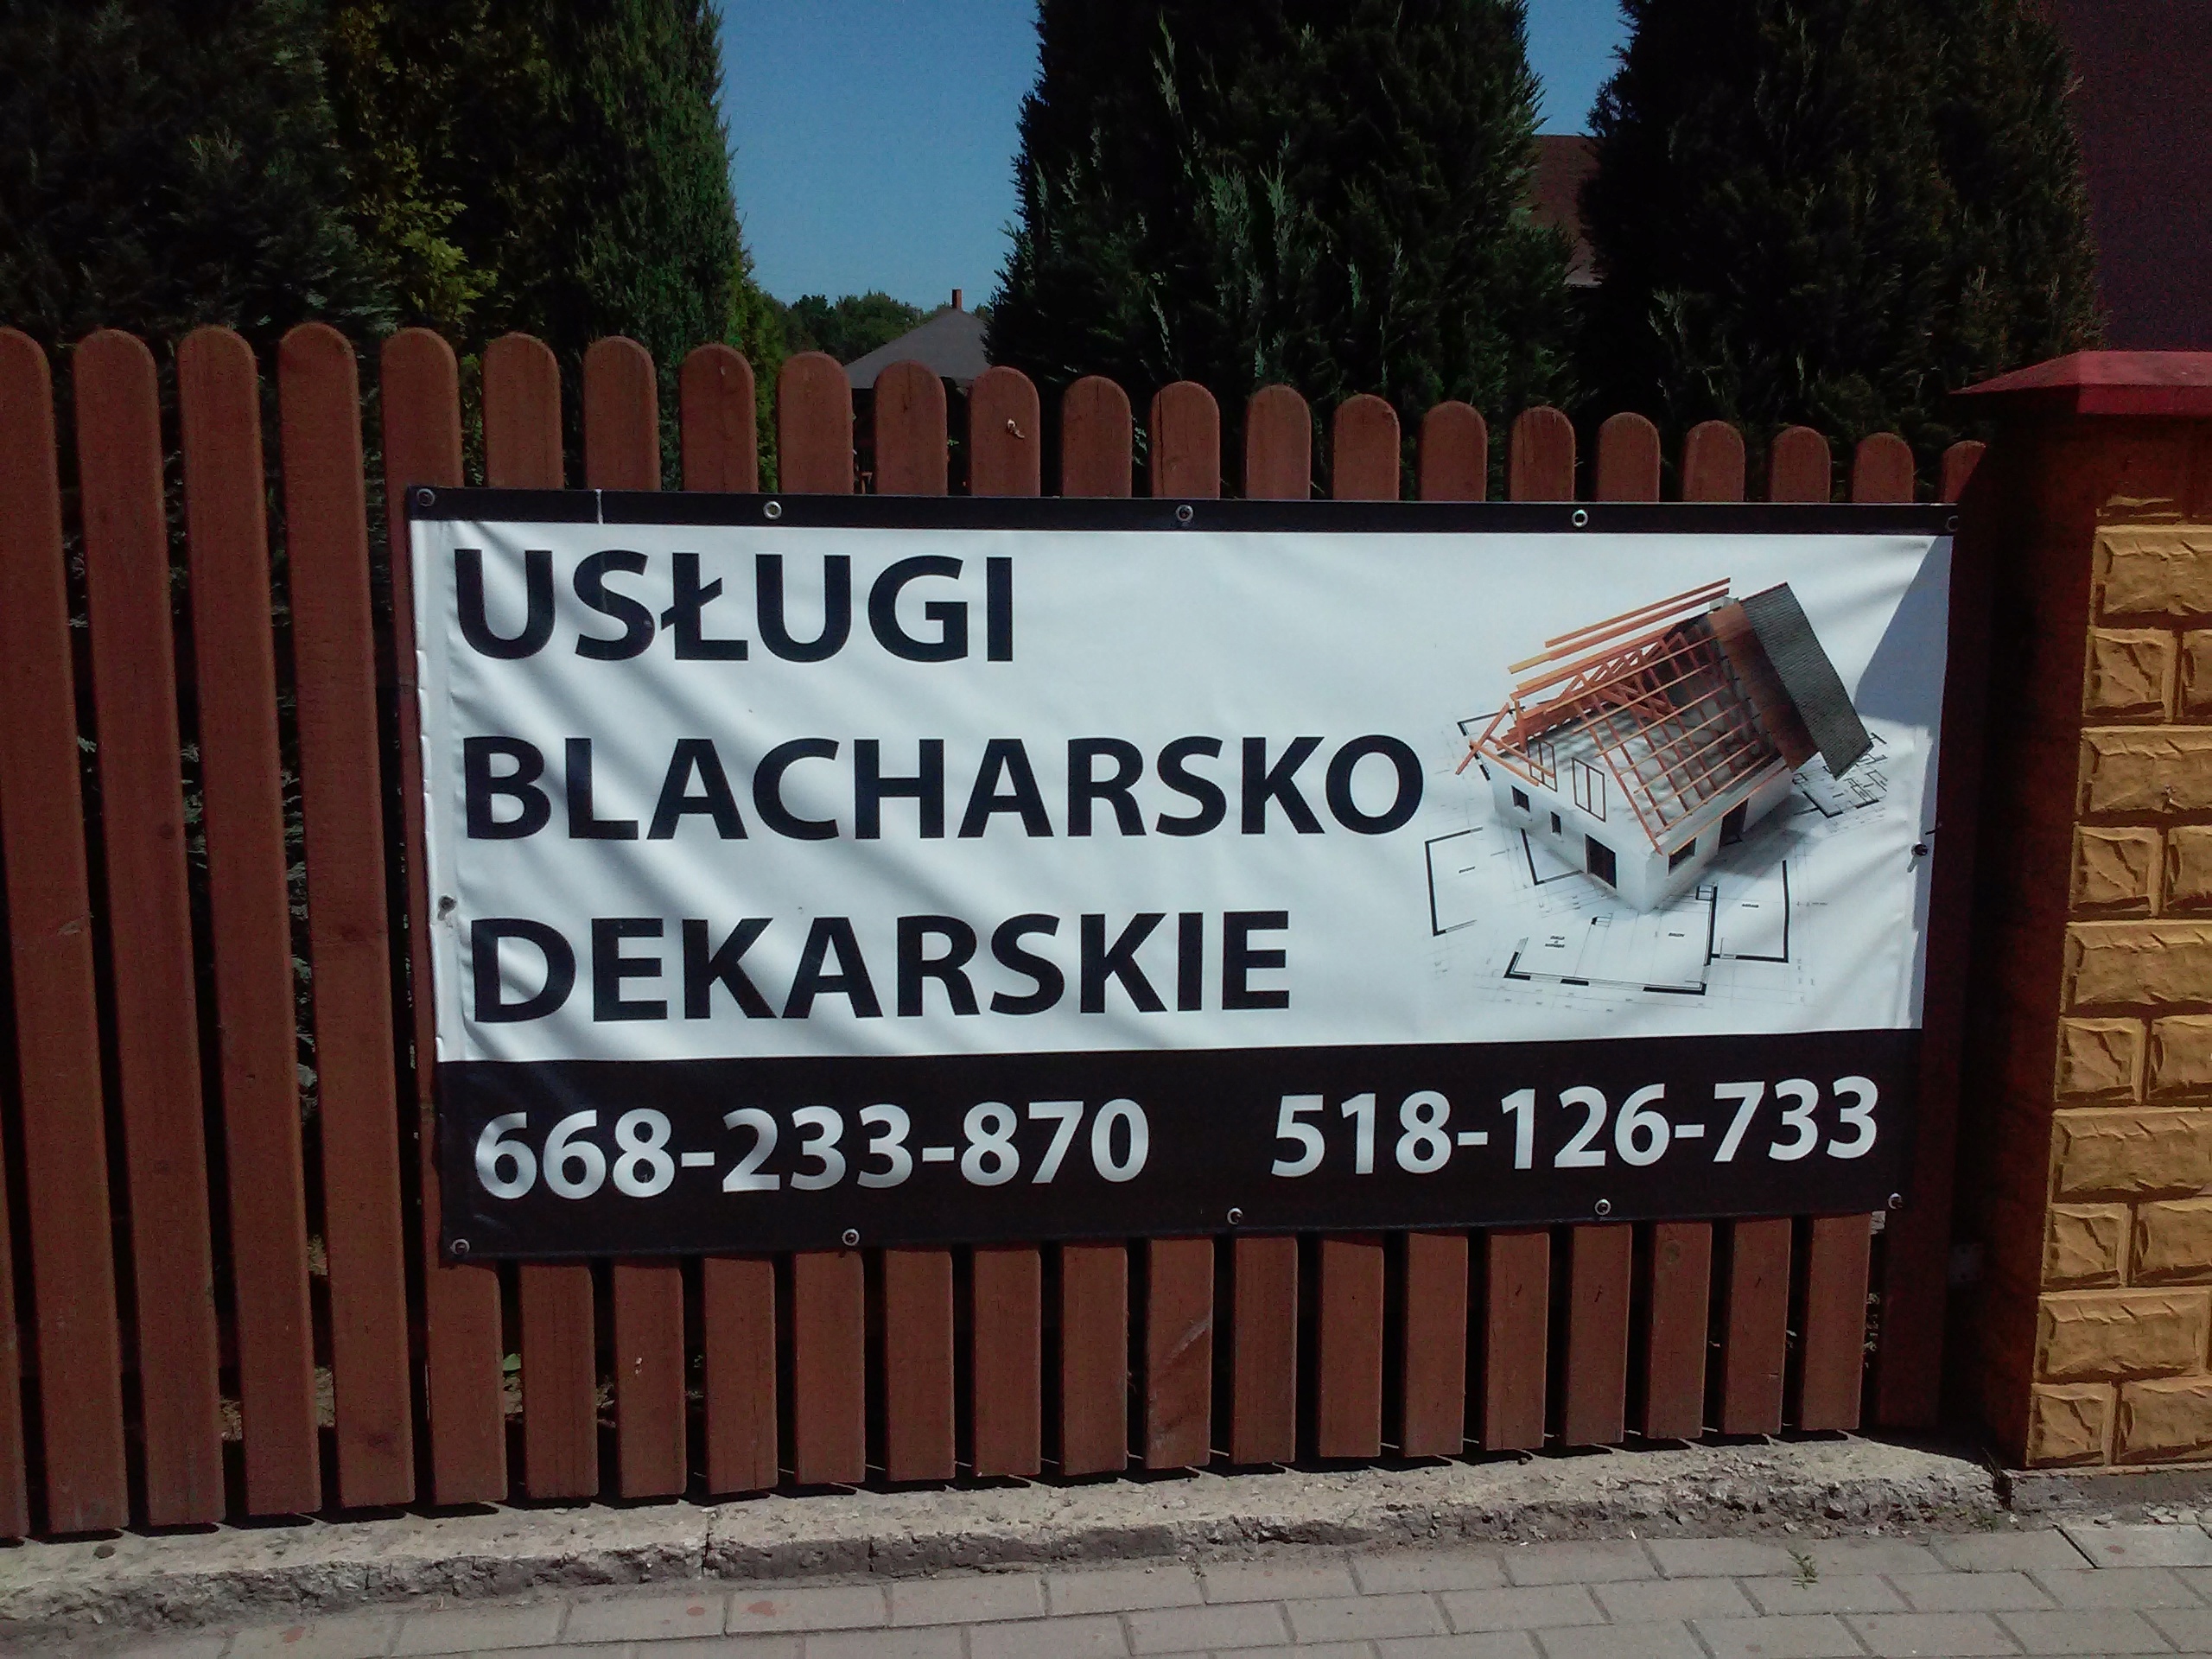 USŁUGI
BLACHARSKO
DEKARSKIE
668-233-870 518-126-733